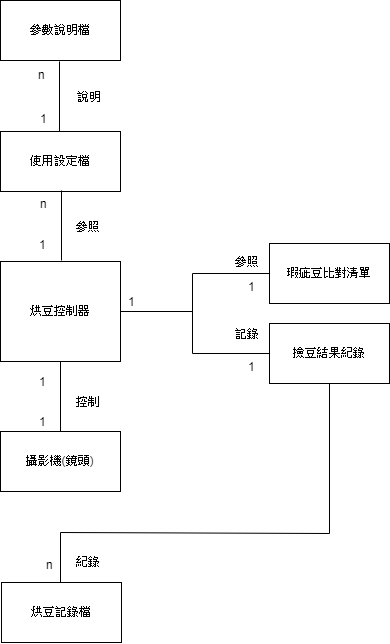 參數說明檔
n
說明
1
使用設定檔
n
參照
1
烘豆控制器
1
參照
1
瑕疵豆比對清單
記錄
1
撿豆結果紀錄
1
控制
1
攝影機(鏡頭)
n
紀錄
烘豆記錄檔